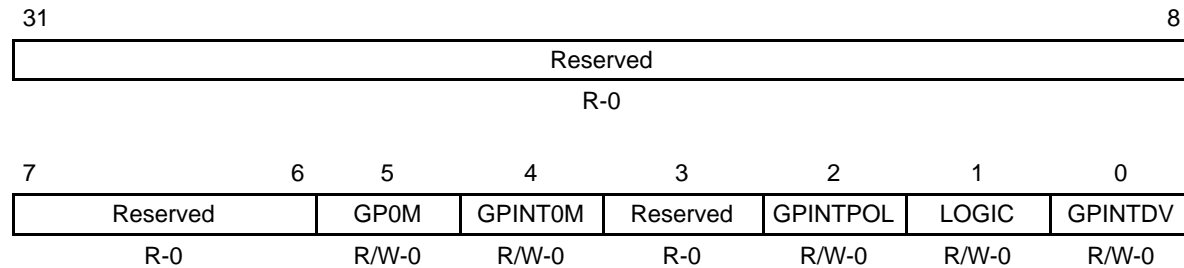 31 8
Reserved
R-0
7 6 5 4 3 2 1 0
Reserved GP0M GPINT0M Reserved GPINTPOL LOGIC GPINTDV
R-0 R/W-0 R/W-0 R-0 R/W-0 R/W-0 R/W-0